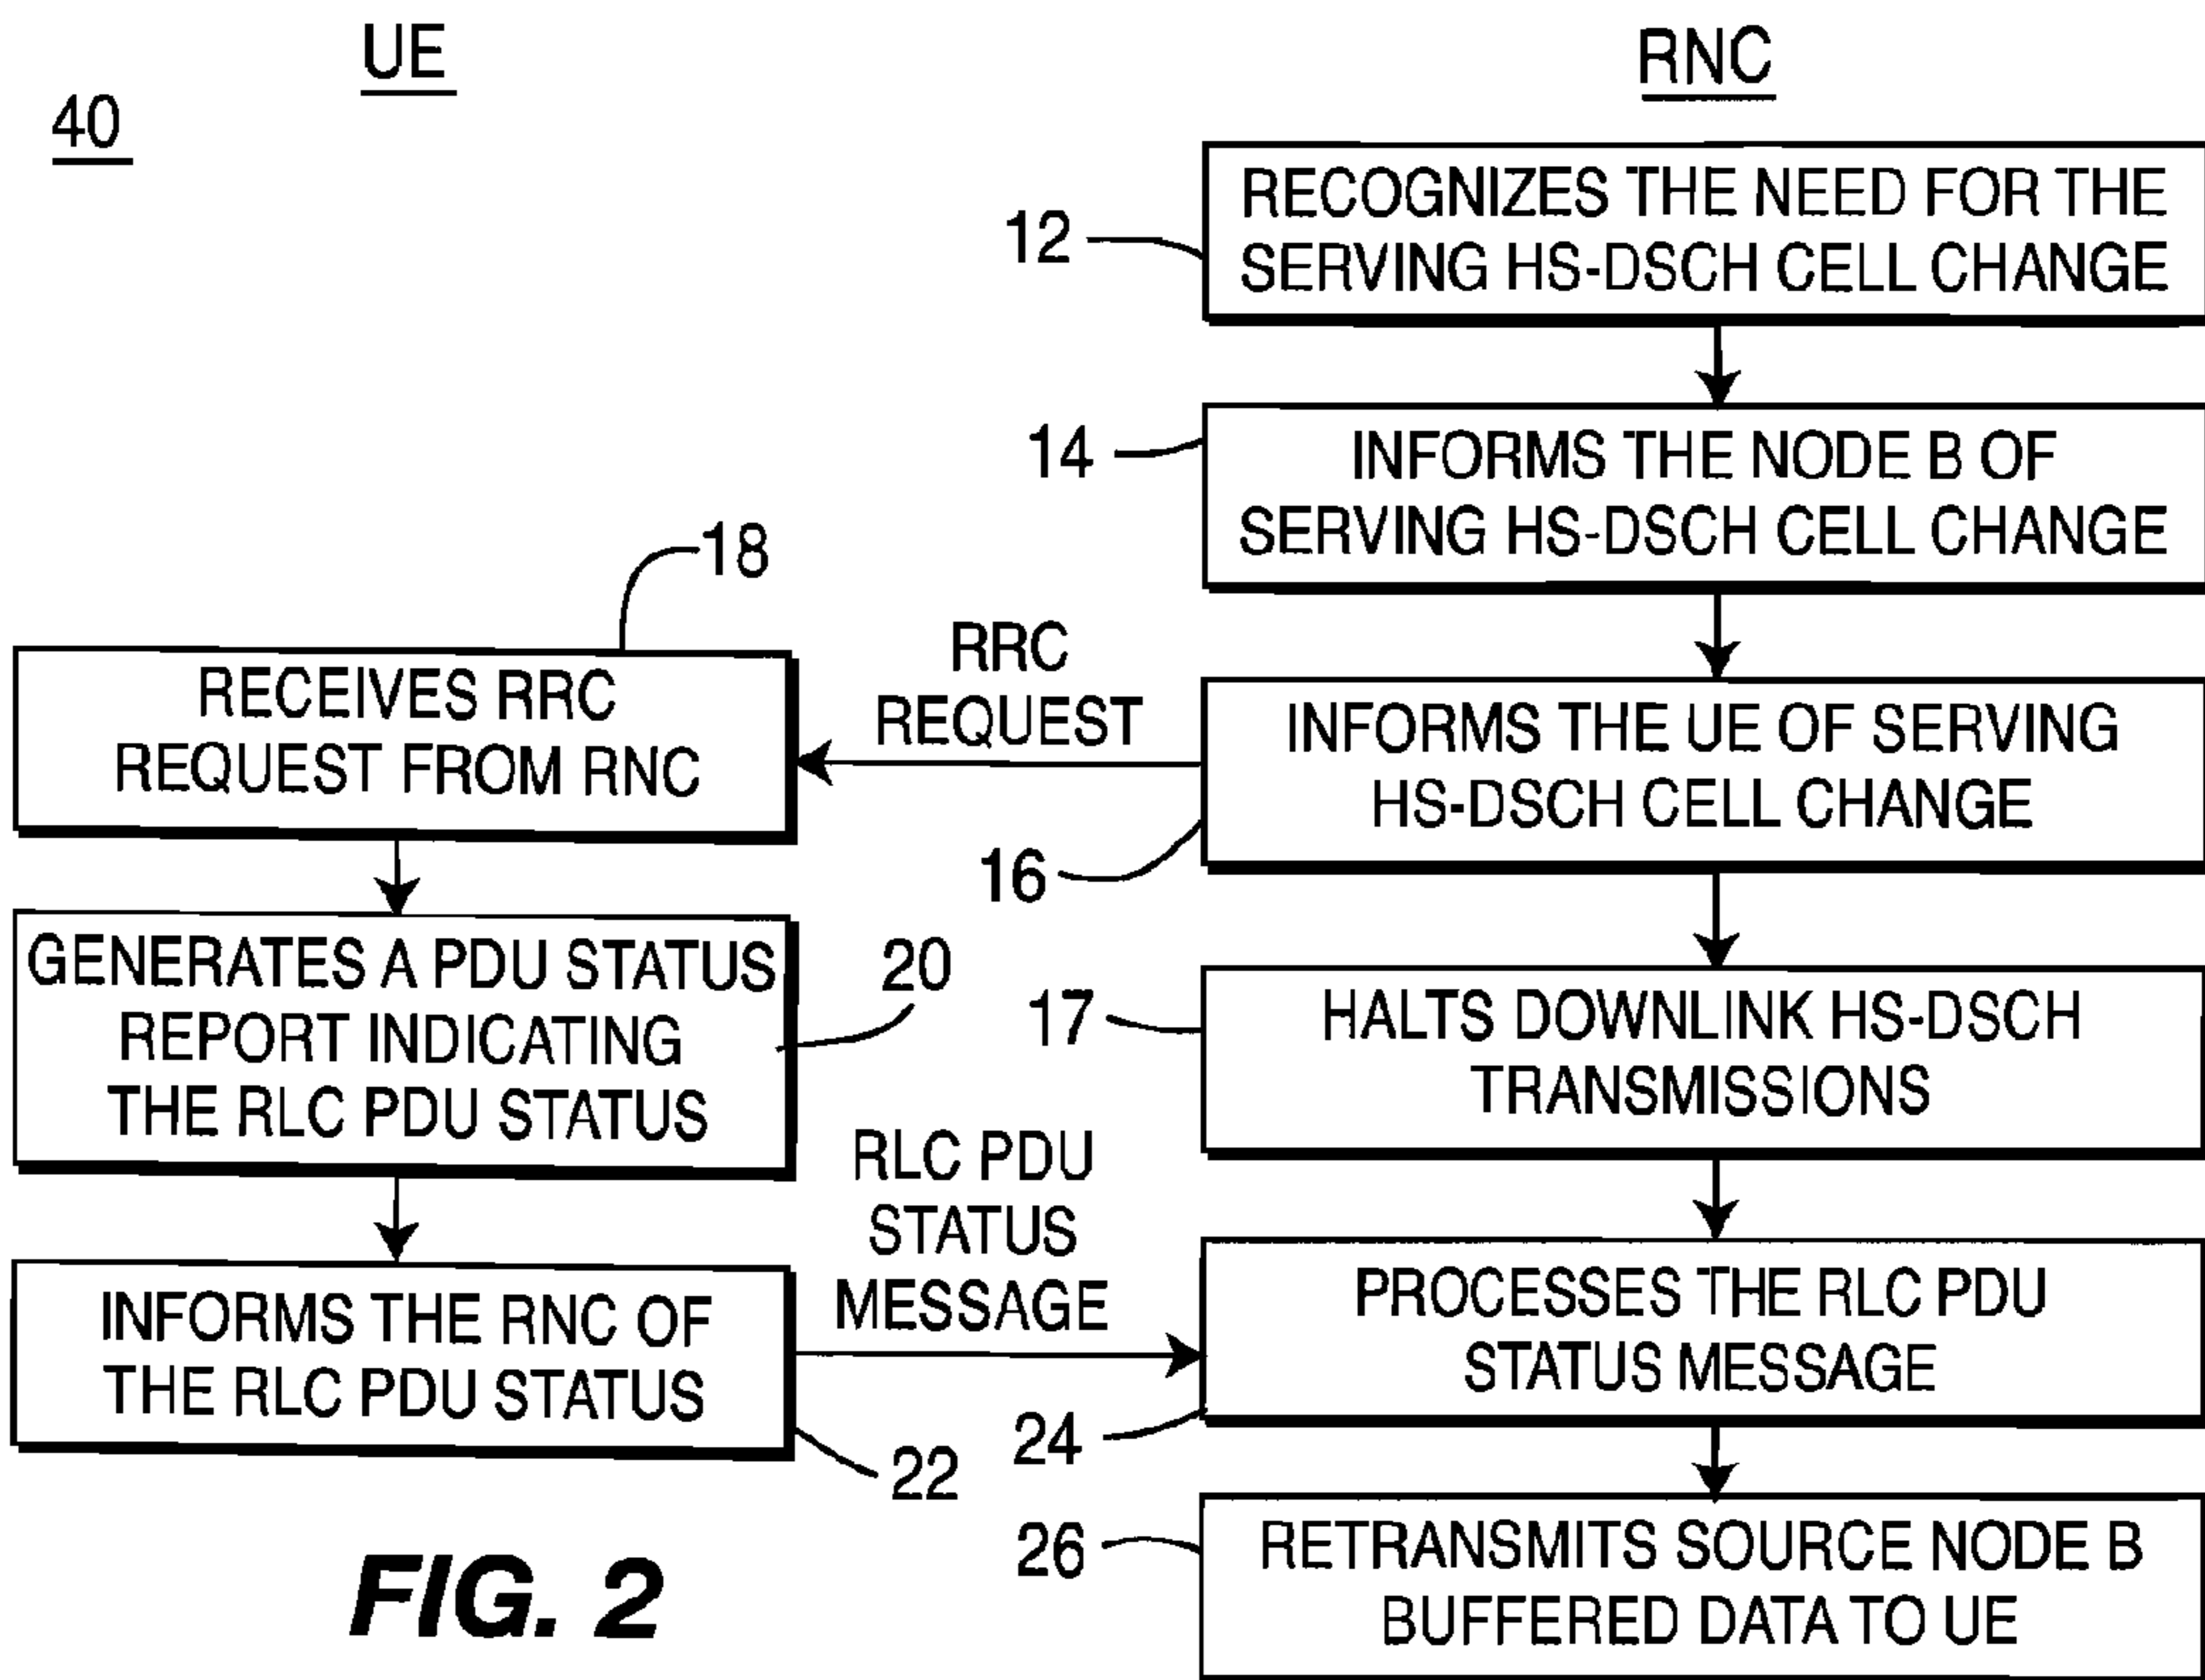 UE
RNC
40
12
RECOGNIZES THE NEED FOR THE
SERVING HS-DSCH CELL CHANGE
14
INFORMS THE NODE B OF
SERVING HS-DSCH CELL CHANGE
18
RECEIVES RRC
REQUEST FROM RNC
RRC
REQUEST
INFORMS THE UE OF SERVING
HS-DSCH CELL CHANGE
16
GENERATES A PDU STATUS
REPORT INDICATING
THE RLC PDU STATUS
20
17
HALTS DOWNLINK HS-DSCH
TRANSMISSIONS
INFORMS THE RNC OF
THE RLC PDU STATUS
22
RLC PDU
STATUS
MESSAGE
PROCESSES THE RLC PDU
STATUS MESSAGE
24
26
RETRANSMITS SOURCE NODE B
BUFFERED DATA TO UE
FIG. 2